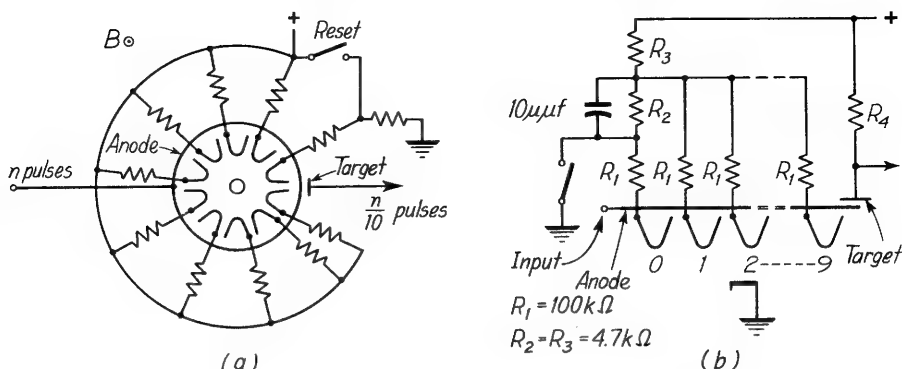 B⊙
+
Reset
Anode
n pulses
Target
n/10 pulses
(a)
+
R3
10μμf
R2
R4
R1
R1
R1
R1
Input
Anode
0 1 2-----9
Target
R1 = 100kΩ
R2 = R3 = 4.7kΩ
(b)